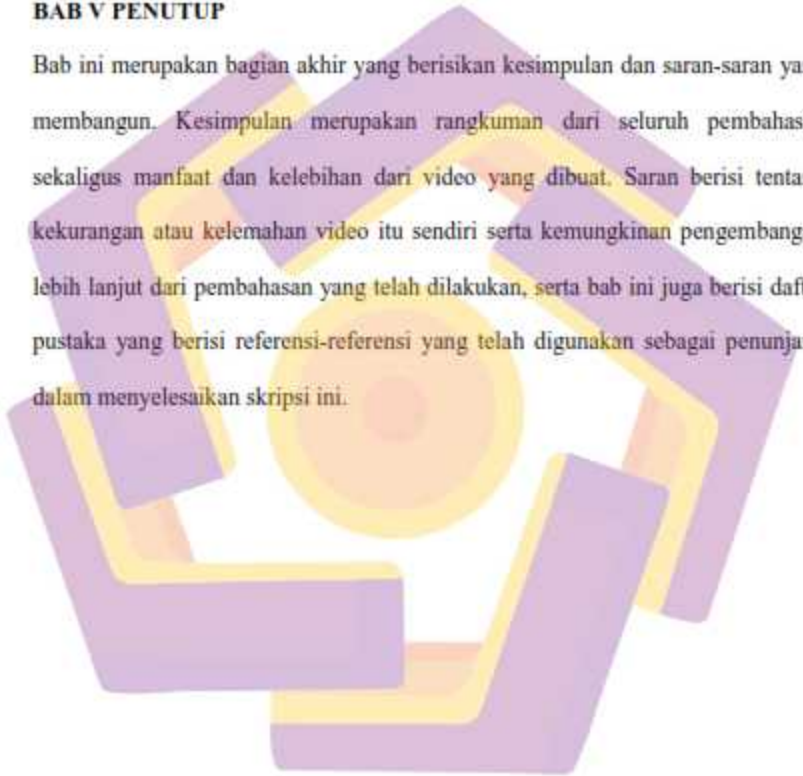 BAB V PENUTUP
Bab ini merupakan bagian akhir yang berisikan kesimpulan dan saran-saran ya
membangun. Kesimpulan merupakan rangkuman dari seluruh pembahas
sekaligus manfaat dan kelebihan dari video yang dibuat. Saran berisi tenta
kekurangan atau kelemahan video itu sendiri serta kemungkinan pengembang
lebih lanjut dari pembahasan yang telah dilakukan, serta bab ini juga berisi daft
pustaka yang berisi referensi-referensi yang telah digunakan sebagai penunja
dalam menyelesaikan skripsi ini.